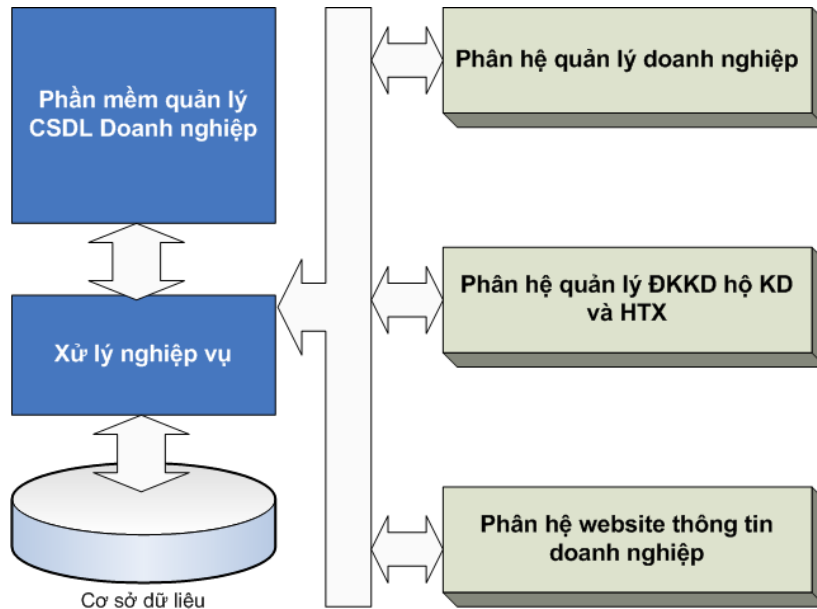 Phần mềm quản lý
CSDL Doanh nghiệp
Xử lý nghiệp vụ
Cơ sở dữ liệu
Phân hệ quản lý doanh nghiệp
Phân hệ quản lý ĐKKD hộ KD
và HTX
Phân hệ website thông tin
doanh nghiệp